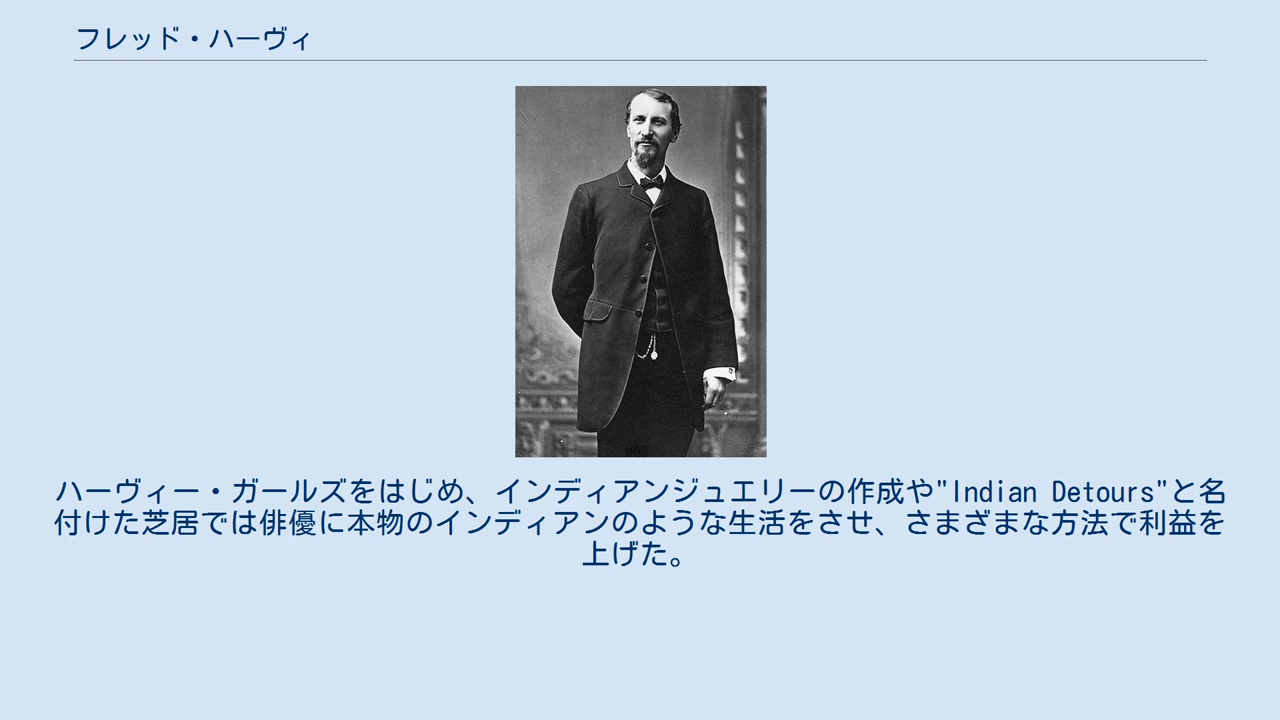 フレッド・ハーヴィ
ハーヴィー・ガールズをはじめ、インディアンジュエリーの作成や"Indian Detours"と名
付けた芝居では俳優に本物のインディアンのような生活をさせ、さまざまな方法で利益を
上げた。